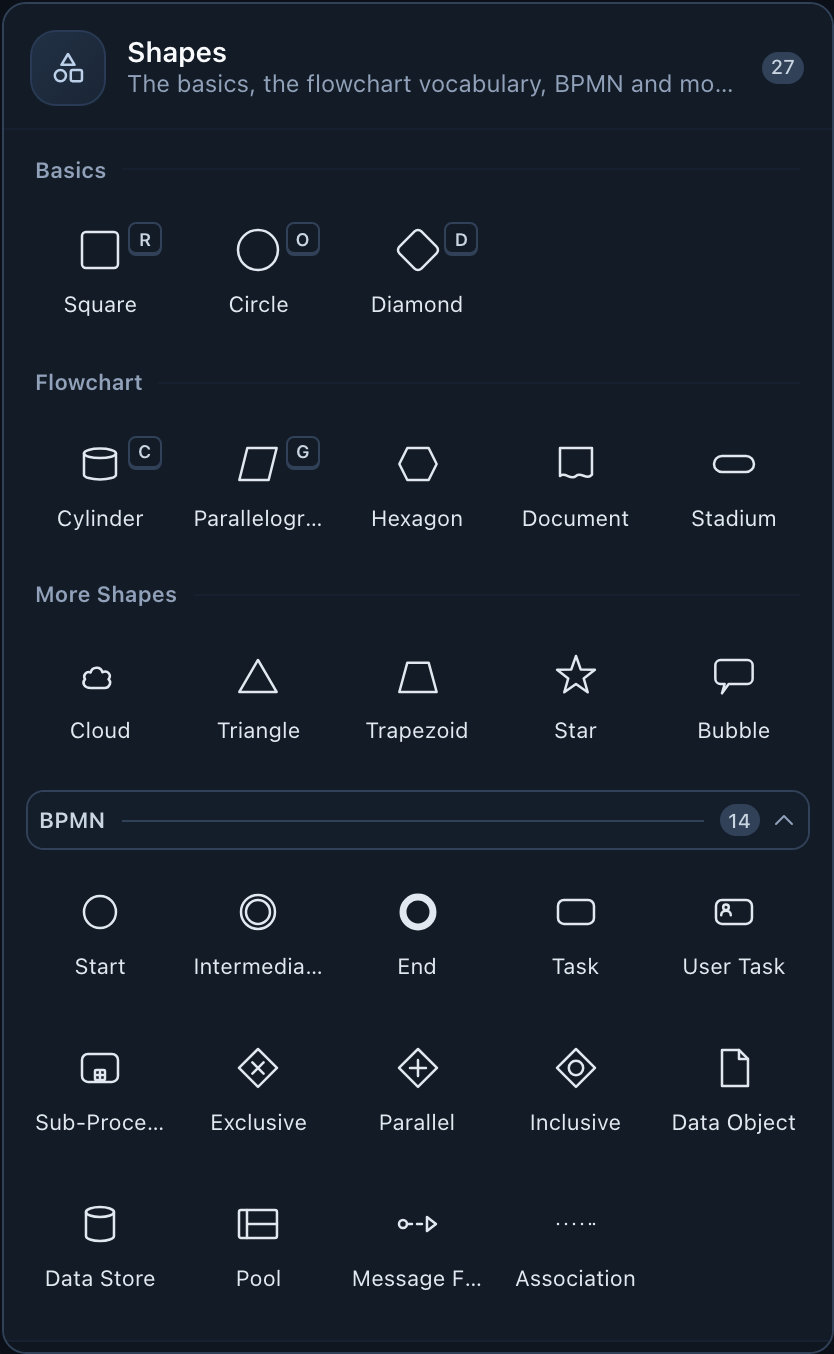 Shapes
The basics, the flowchart vocabulary, BPMN and mo...
27
Basics
R O D
Square Circle Diamond
Flowchart
C G
Cylinder Parallelogr... Hexagon Document Stadium
More Shapes
Cloud Triangle Trapezoid Star Bubble
BPMN 14
Start Intermedia... End Task User Task
Sub-Proce... Exclusive Parallel Inclusive Data Object
Data Store Pool Message F... Association